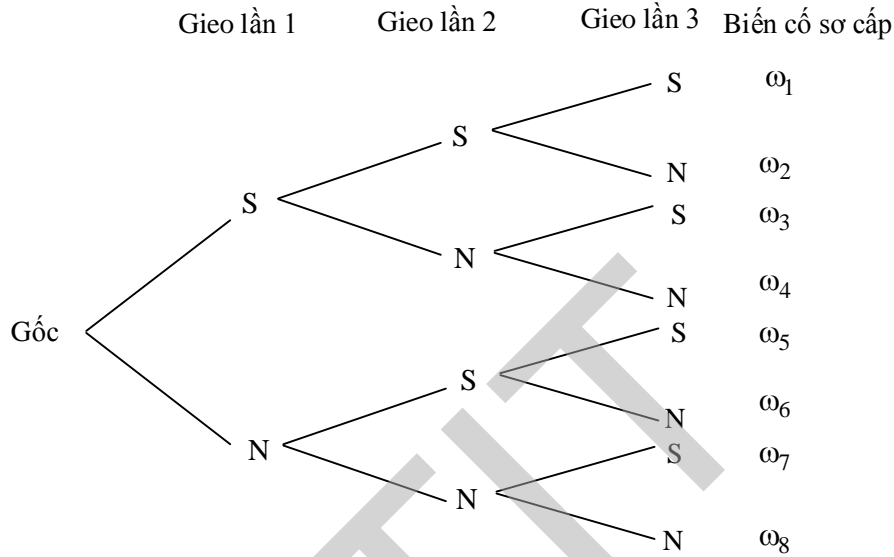 Gieo lần 1 Gieo lần 2 Gieo lần 3 Biến cố sơ cấp
S ω1
S
N ω2
S
S ω3
N
N ω4
Gốc
S ω5
S
N ω6
N
S ω7
N
N ω8